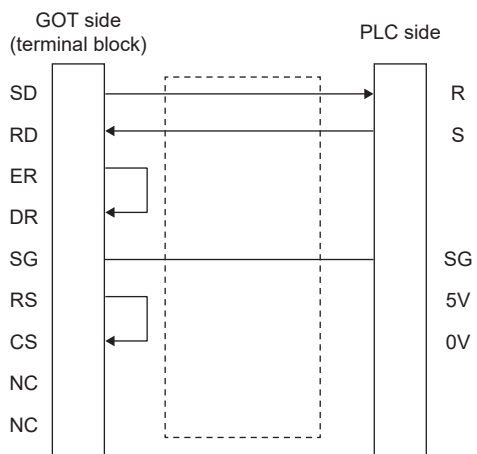 GOT side
(terminal block)
PLC side
SD
R
RD
S
ER
DR
SG
SG
RS
5V
CS
0V
NC
NC